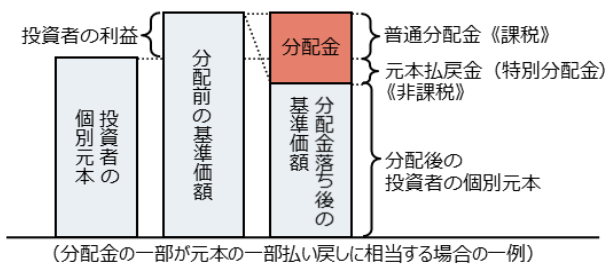 投資者の利益
投資者の
個別元本
分配前の基準価額
分配金
分配金落ち後の
基準価額
普通分配金《課税》
元本払戻金（特別分配金）
《非課税》
分配後の
投資者の個別元本
（分配金の一部が元本の一部払い戻しに相当する場合の一例）